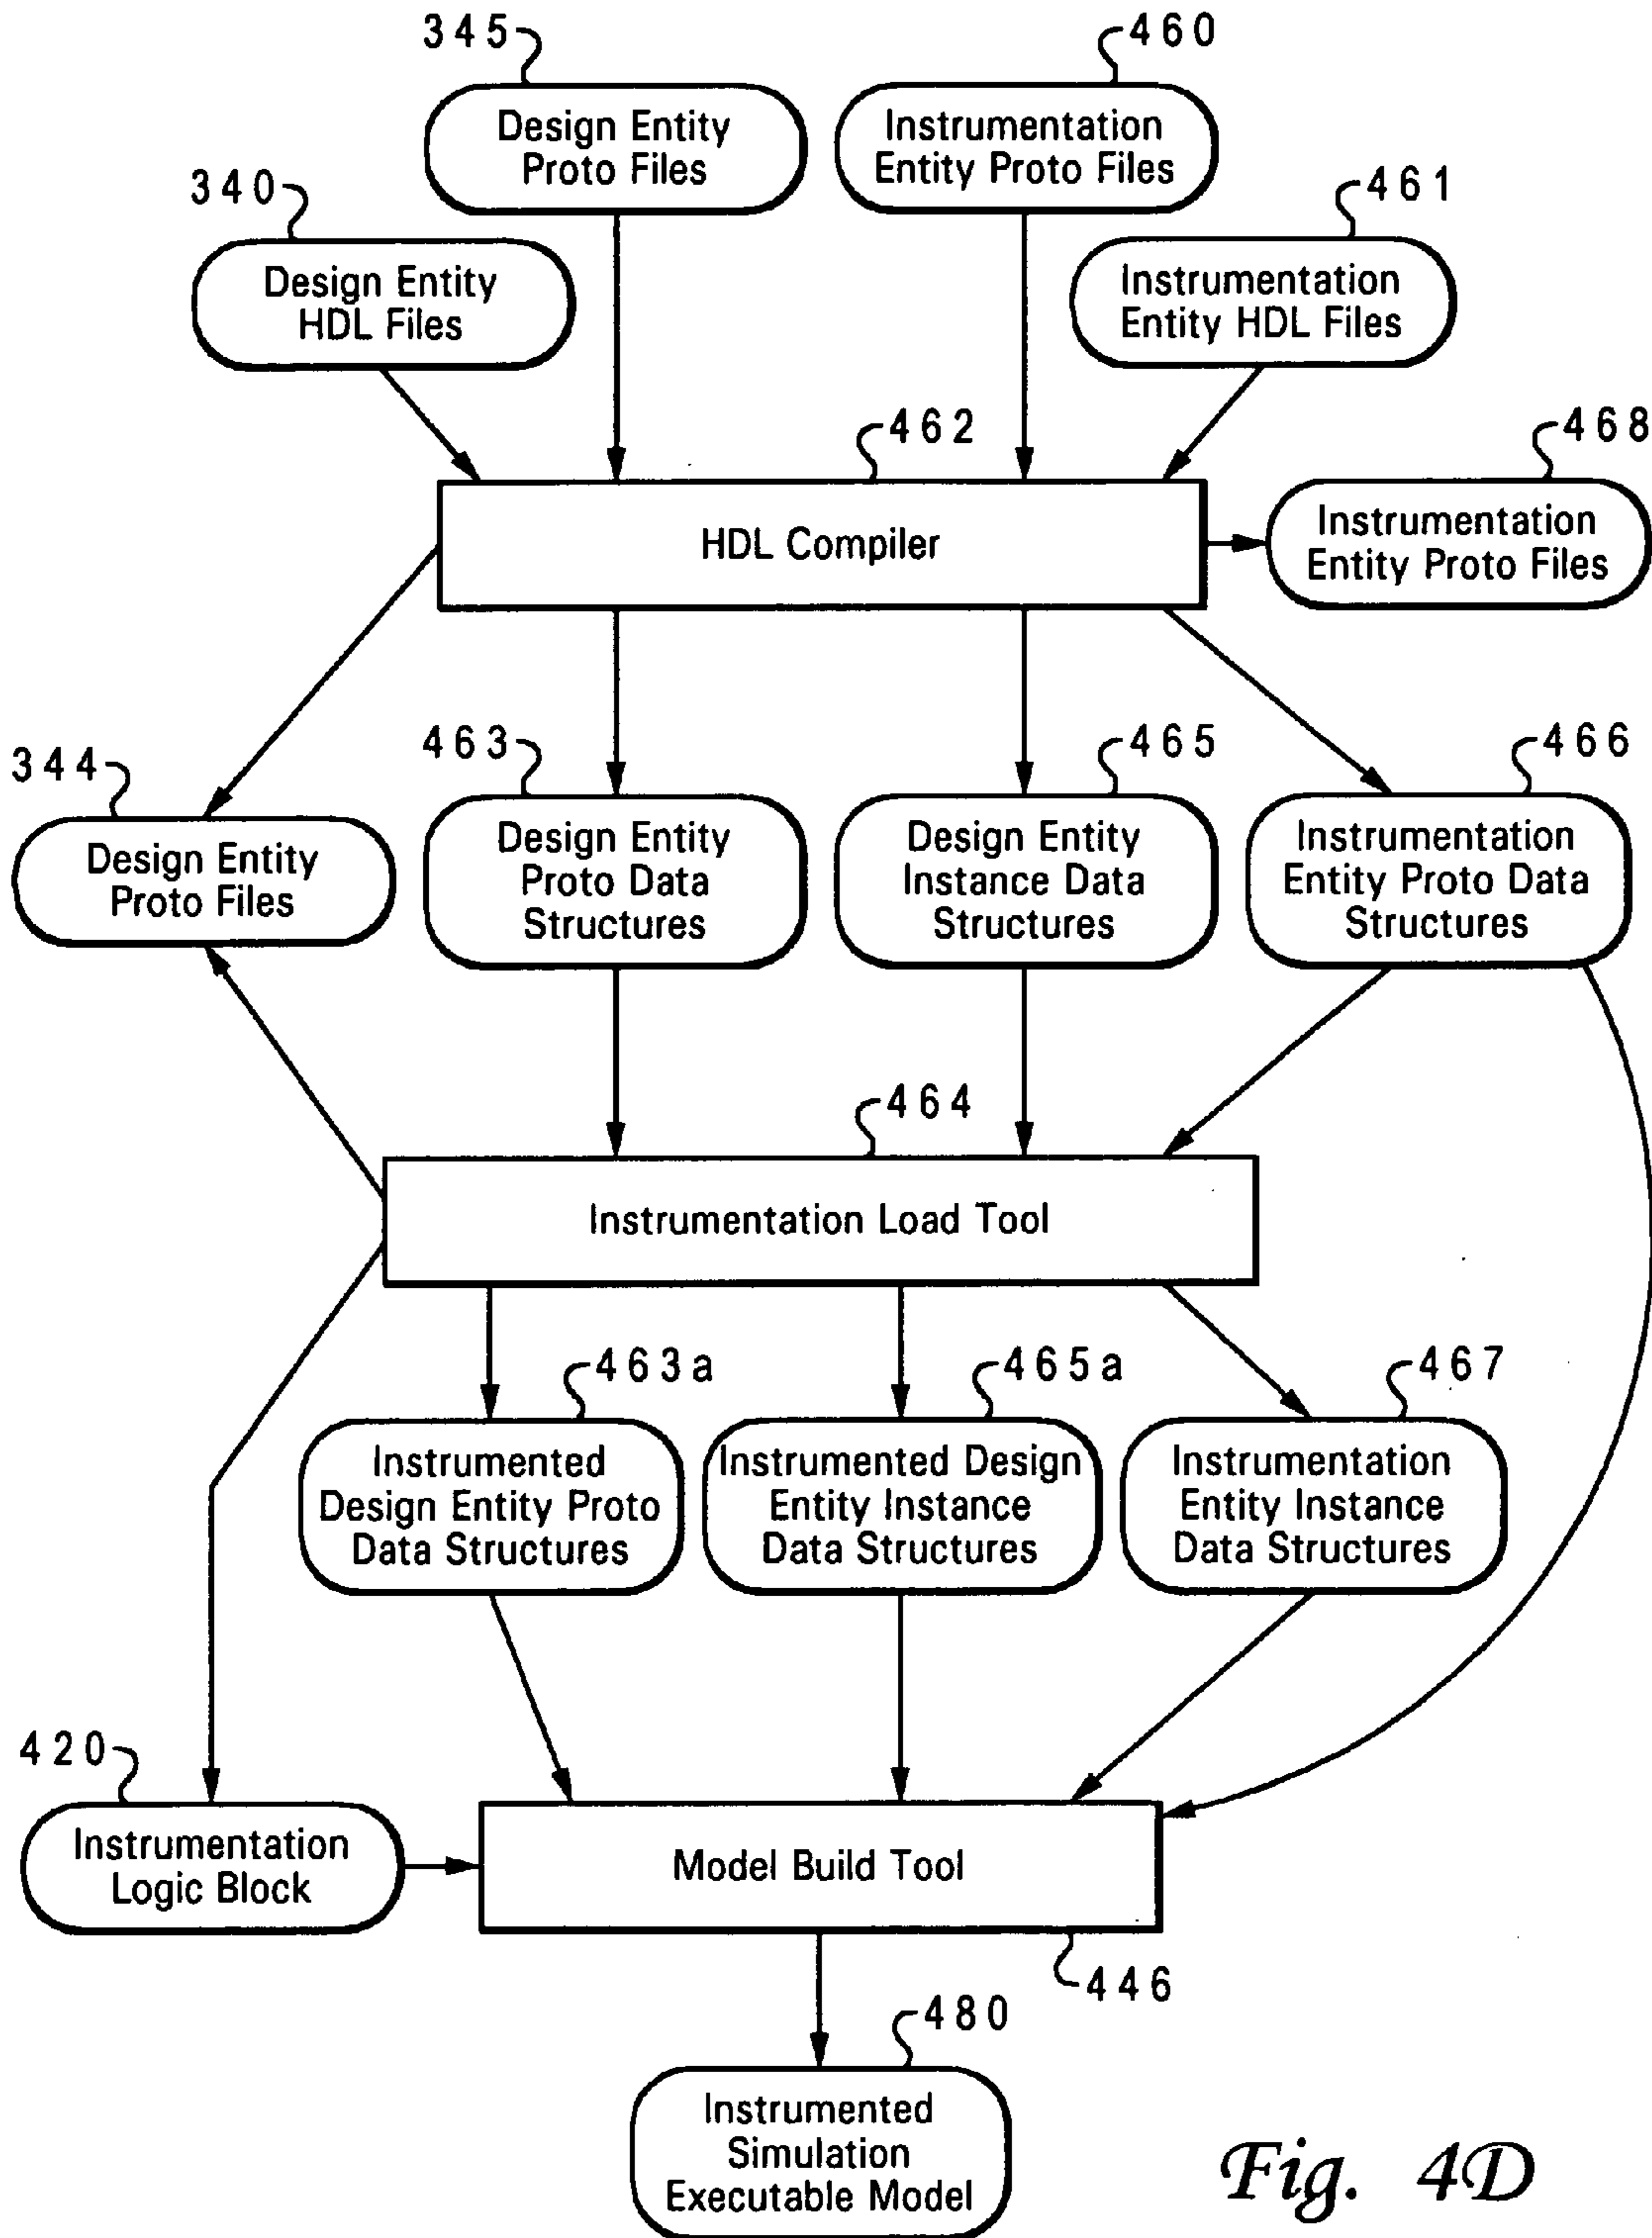 345
460
Design Entity
Proto Files
Instrumentation
Entity Proto Files
340
461
Design Entity
HDL Files
Instrumentation
Entity HDL Files
462
468
HDL Compiler
Instrumentation
Entity Proto Files
344
463
465
466
Design Entity
Proto Files
Design Entity
Proto Data
Structures
Design Entity
Instance Data
Structures
Instrumentation
Entity Proto Data
Structures
464
Instrumentation Load Tool
463a
465a
467
Instrumented
Design Entity Proto
Data Structures
Instrumented Design
Entity Instance
Data Structures
Instrumentation
Entity Instance
Data Structures
420
Instrumentation
Logic Block
Model Build Tool
446
480
Instrumented
Simulation
Executable Model
Fig. 4D